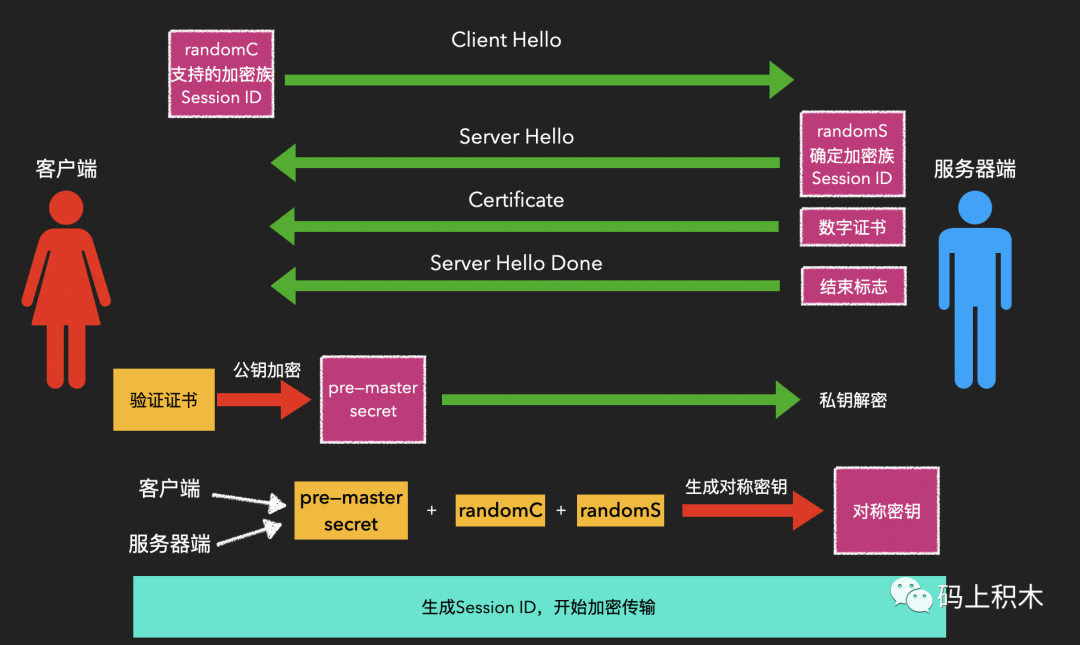 Client Hello
randomC
支持的加密族
Session ID
Server Hello
randomS
确定加密族
Session ID
客户端
服务器端
Certificate
数字证书
Server Hello Done
结束标志
验证证书
公钥加密
pre-master
secret
私钥解密
客户端
服务器端
pre-master
secret
+
randomC
+
randomS
生成对称密钥
对称密钥
生成Session ID，开始加密传输
码上积木